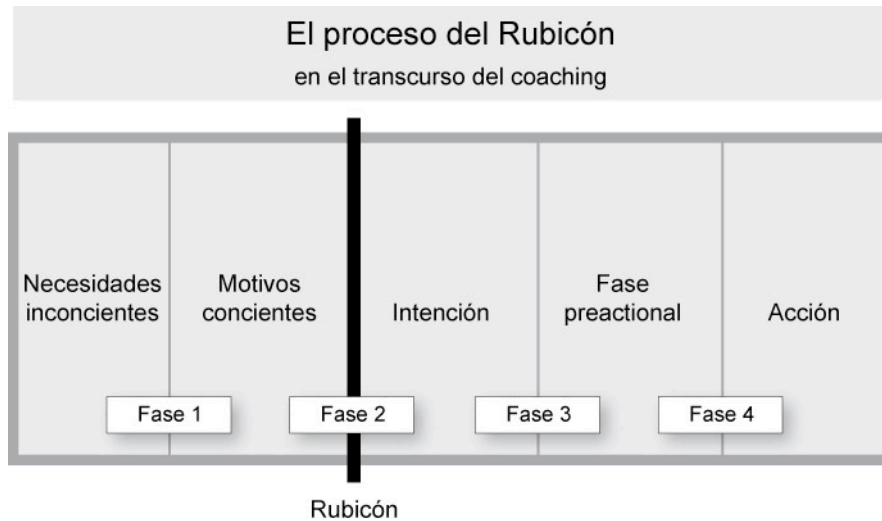 El proceso del Rubicón
en el transcurso del coaching
Necesidades
inconcientes
Motivos
concientes
Intención
Fase
preactional
Acción
Fase 1
Fase 2
Fase 3
Fase 4
Rubicón